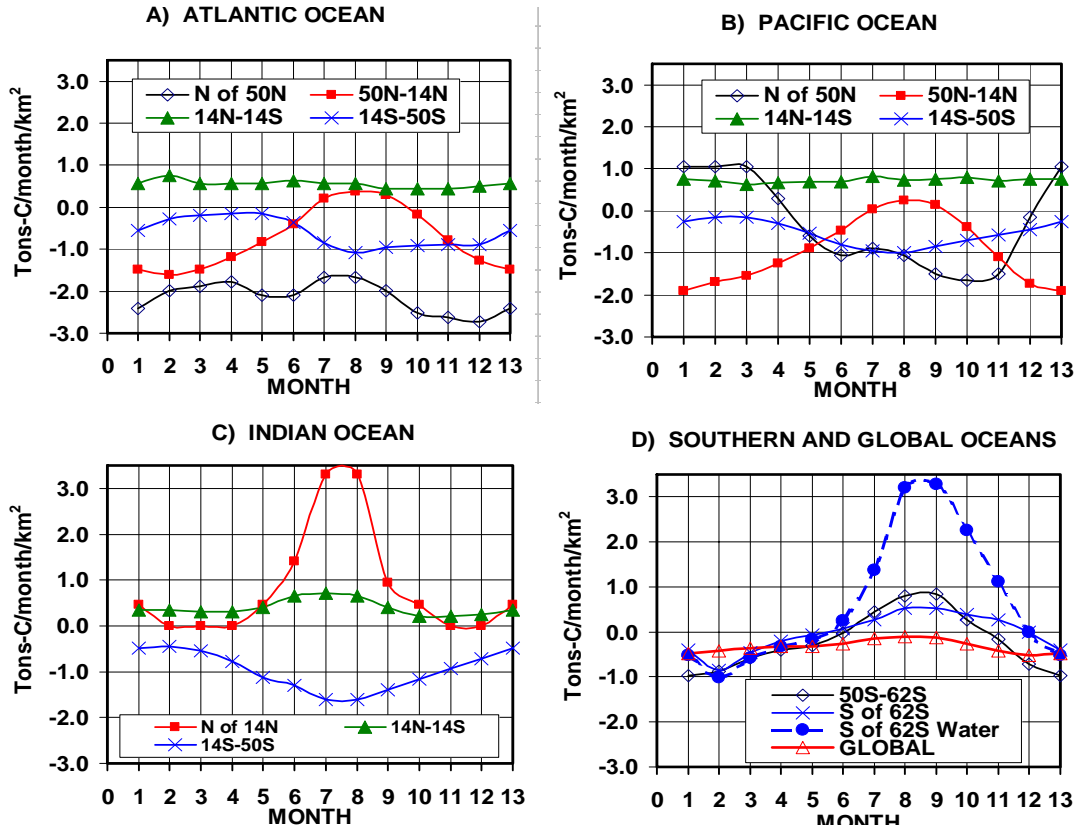 A) ATLANTIC OCEAN
Tons-C/month/km²
3.0
2.0
1.0
0.0
-1.0
-2.0
-3.0
N of 50N 50N-14N
14N-14S 14S-50S
0 1 2 3 4 5 6 7 8 9 10 11 12 13
MONTH
B) PACIFIC OCEAN
Tons-C/month/km²
3.0
2.0
1.0
0.0
-1.0
-2.0
-3.0
N of 50N 50N-14N
14N-14S 14S-50S
0 1 2 3 4 5 6 7 8 9 10 11 12 13
MONTH
C) INDIAN OCEAN
Tons-C/month/km²
3.0
2.0
1.0
0.0
-1.0
-2.0
-3.0
N of 14N 14N-14S
14S-50S
0 1 2 3 4 5 6 7 8 9 10 11 12 13
D) SOUTHERN AND GLOBAL OCEANS
Tons-C/month/km²
3.0
2.0
1.0
0.0
-1.0
-2.0
-3.0
50S-62S
S of 62S
S of 62S Water
GLOBAL
0 1 2 3 4 5 6 7 8 9 10 11 12 13
MONTH